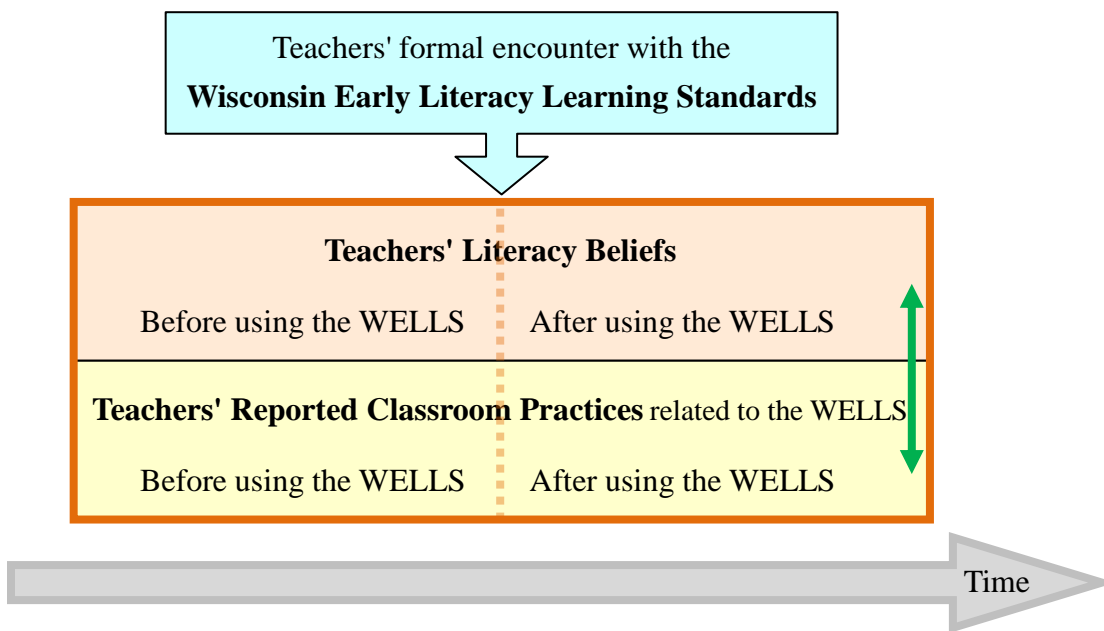 Teachers' formal encounter with the
Wisconsin Early Literacy Learning Standards
Teachers' Literacy Beliefs
Before using the WELLS
After using the WELLS
Teachers' Reported Classroom Practices related to the WELLS
Before using the WELLS
After using the WELLS
Time